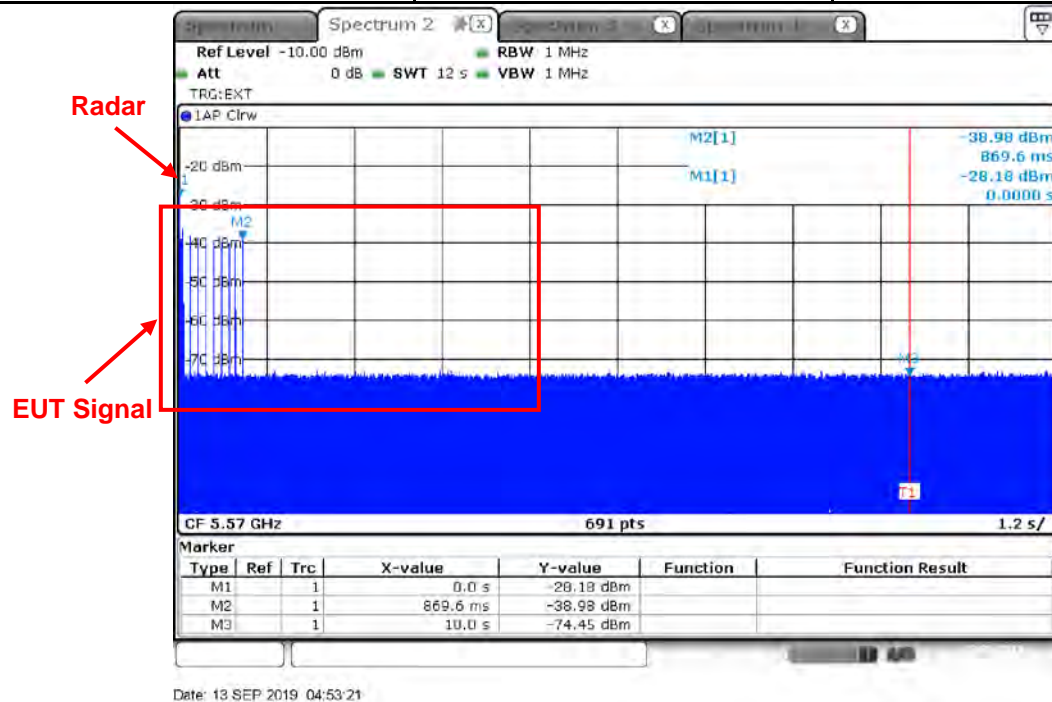 Spectrum 2
Ref Level -10.00 dBm RBW 1 MHz
Att 0 dB SWT 12 s VBW 1 MHz
TRG:EXT
1AP Clrw
Radar
M2[1] -38.98 dBm
869.6 ms
M1[1] -28.18 dBm
0.0000 s
-20 dBm
1
-30 dBm
M2
-40 dBm
-50 dBm
-60 dBm
-70 dBm
M3
EUT Signal
T1
CF 5.57 GHz 691 pts 1.2 s/
Marker
Type Ref Trc X-value Y-value Function Function Result
M1 1 0.0 s -28.18 dBm
M2 1 869.6 ms -38.98 dBm
M3 1 10.0 s -74.45 dBm
Date: 13 SEP 2019 04:53:21